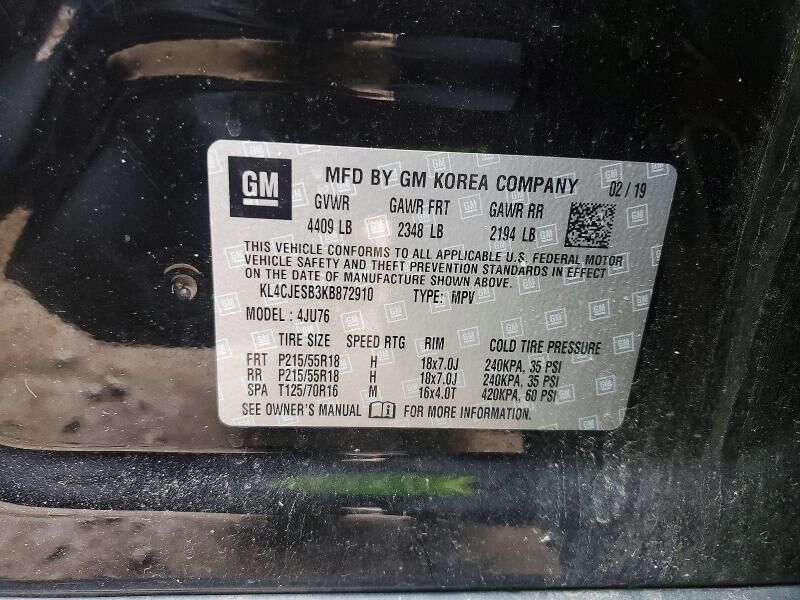 GM MFD BY GM KOREA COMPANY 02 / 19
GVWR GAWR FRT GAWR RR
4409 LB 2348 LB 2194 LB
THIS VEHICLE CONFORMS TO ALL APPLICABLE U.S. FEDERAL MOTOR
VEHICLE SAFETY AND THEFT PREVENTION STANDARDS IN EFFECT
ON THE DATE OF MANUFACTURE SHOWN ABOVE.
KL4CJESB3KB872910 TYPE: MPV
MODEL : 4JU76
TIRE SIZE SPEED RTG RIM COLD TIRE PRESSURE
FRT P215/55R18 H 18x7.0J 240KPA, 35 PSI
RR P215/55R18 H 18x7.0J 240KPA, 35 PSI
SPA T125/70R16 M 16x4.0T 420KPA, 60 PSI
SEE OWNER'S MANUAL FOR MORE INFORMATION.